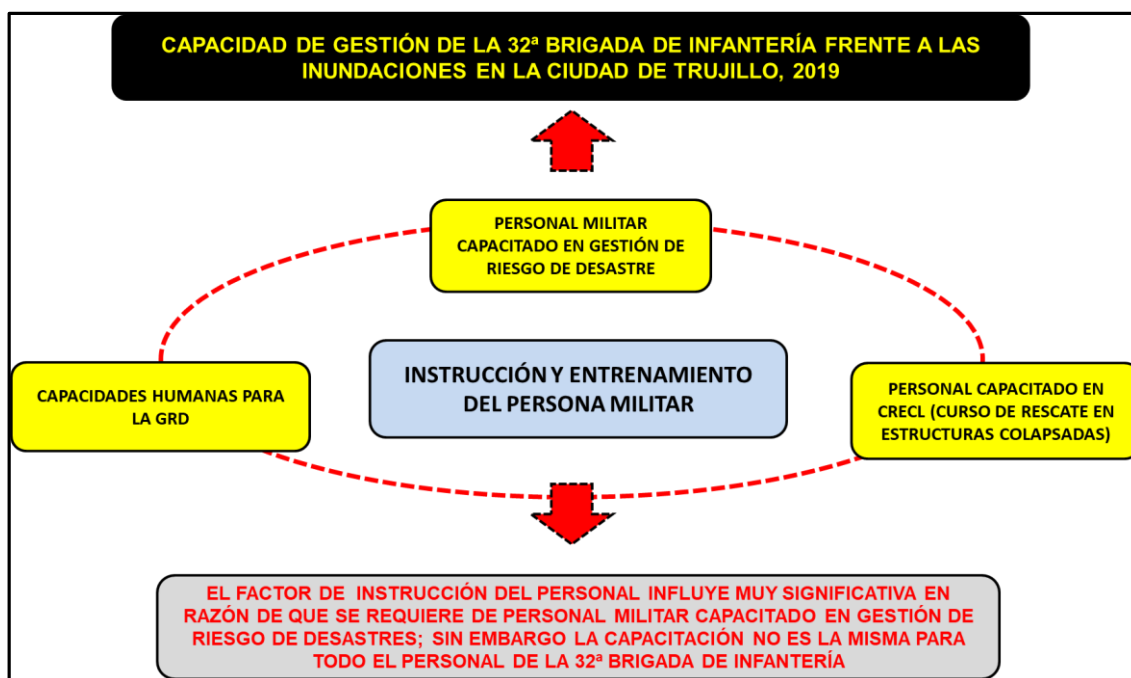 CAPACIDAD DE GESTIÓN DE LA 32ª BRIGADA DE INFANTERÍA FRENTE A LAS
INUNDACIONES EN LA CIUDAD DE TRUJILLO, 2019
PERSONAL MILITAR
CAPACITADO EN GESTIÓN DE
RIESGO DE DESASTRE
CAPACIDADES HUMANAS PARA
LA GRD
INSTRUCCIÓN Y ENTRENAMIENTO
DEL PERSONA MILITAR
PERSONAL CAPACITADO EN
CRECL (CURSO DE RESCATE EN
ESTRUCTURAS COLAPSADAS)
EL FACTOR DE INSTRUCCIÓN DEL PERSONAL INFLUYE MUY SIGNIFICATIVA EN
RAZÓN DE QUE SE REQUIERE DE PERSONAL MILITAR CAPACITADO EN GESTIÓN DE
RIESGO DE DESASTRES; SIN EMBARGO LA CAPACITACIÓN NO ES LA MISMA PARA
TODO EL PERSONAL DE LA 32ª BRIGADA DE INFANTERÍA